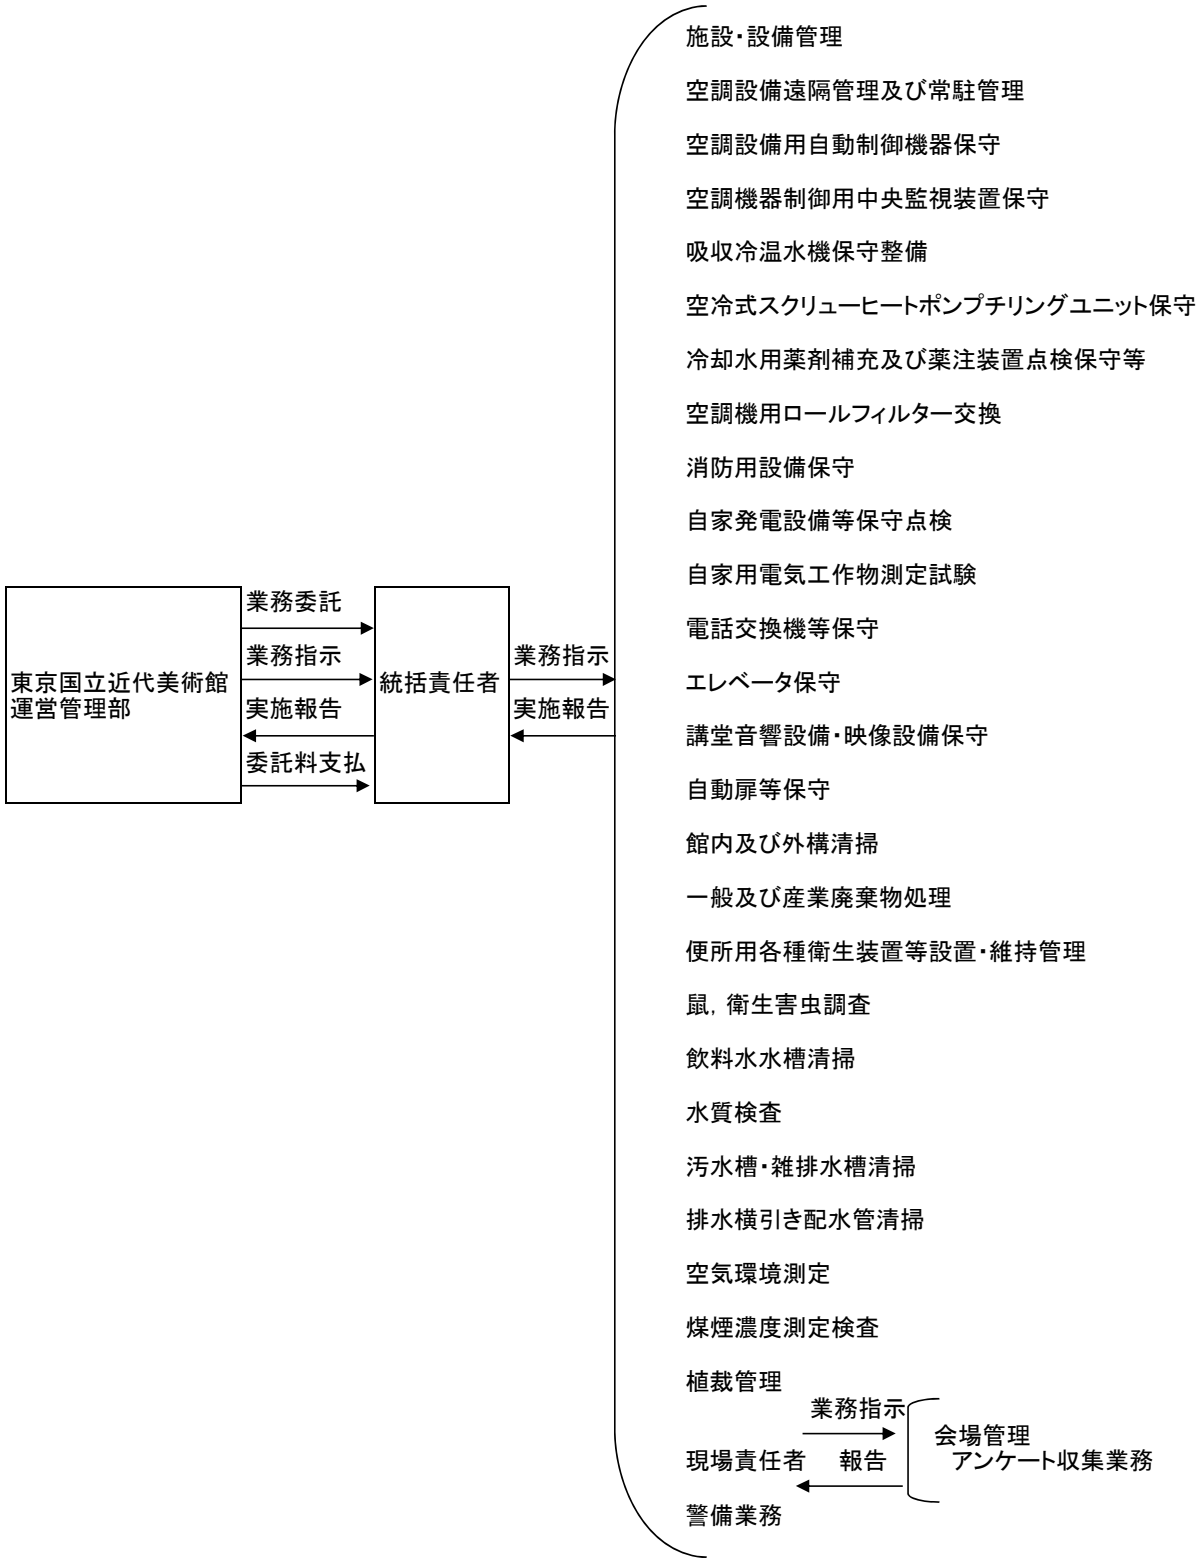 施設・設備管理
空調設備遠隔管理及び常駐管理
空調設備用自動制御機器保守
空調機器制御用中央監視装置保守
吸収冷温水機保守整備
空冷式スクリューヒートポンプチリングユニット保守
冷却水用薬剤補充及び薬注装置点検保守等
空調機用ロールフィルター交換
消防用設備保守
自家発電設備等保守点検
自家用電気工作物測定試験
電話交換機等保守
エレベータ保守
講堂音響設備・映像設備保守
自動扉等保守
館内及び外構清掃
一般及び産業廃棄物処理
便所用各種衛生装置等設置・維持管理
鼠，衛生害虫調査
飲料水水槽清掃
水質検査
汚水槽・雑排水槽清掃
排水横引き配水管清掃
空気環境測定
煤煙濃度測定検査
植裁管理
業務指示
現場責任者
報告
会場管理
アンケート収集業務
警備業務
東京国立近代美術館
運営管理部
業務委託
業務指示
実施報告
委託料支払
統括責任者
業務指示
実施報告